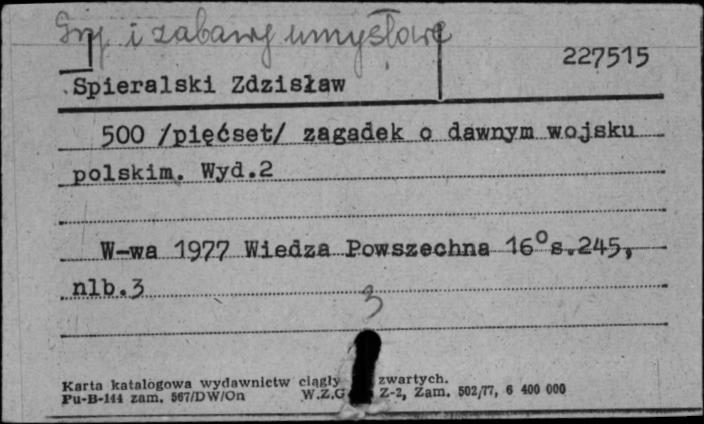 Gry i zabawy umysłowe
227515
Spieralski Zdzisław
500 /pięćset/ zagadek o dawnym wojsku
polskim. Wyd.2
W-wa 1977 Wiedza Powszechna 16° s.245,
nlb.3
3
Karta katalogowa wydawnictw ciągły zwartych.
Pu-B-144 zam. 567/DW/On W.Z.G Z-2, Zam. 502/77, 6 400 000